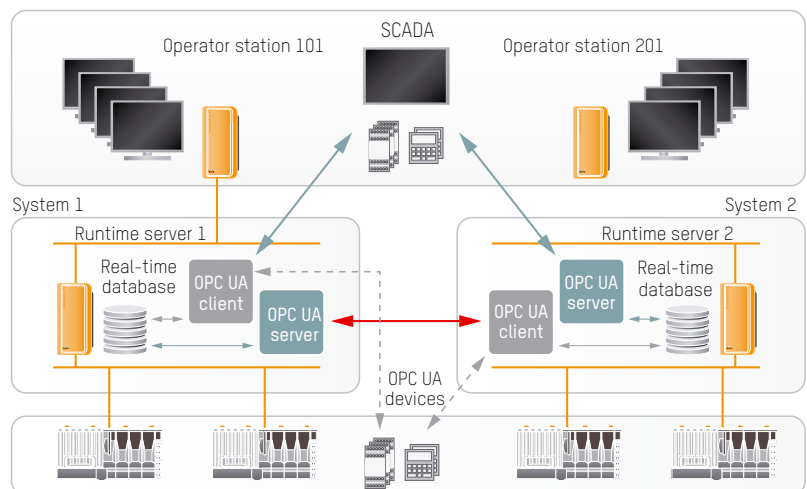 SCADA
Operator station 101
Operator station 201
System 1
System 2
Runtime server 1
Runtime server 2
Real-time
database
OPC UA
client
OPC UA
server
OPC UA
server
Real-time
database
OPC UA
client
OPC UA
devices